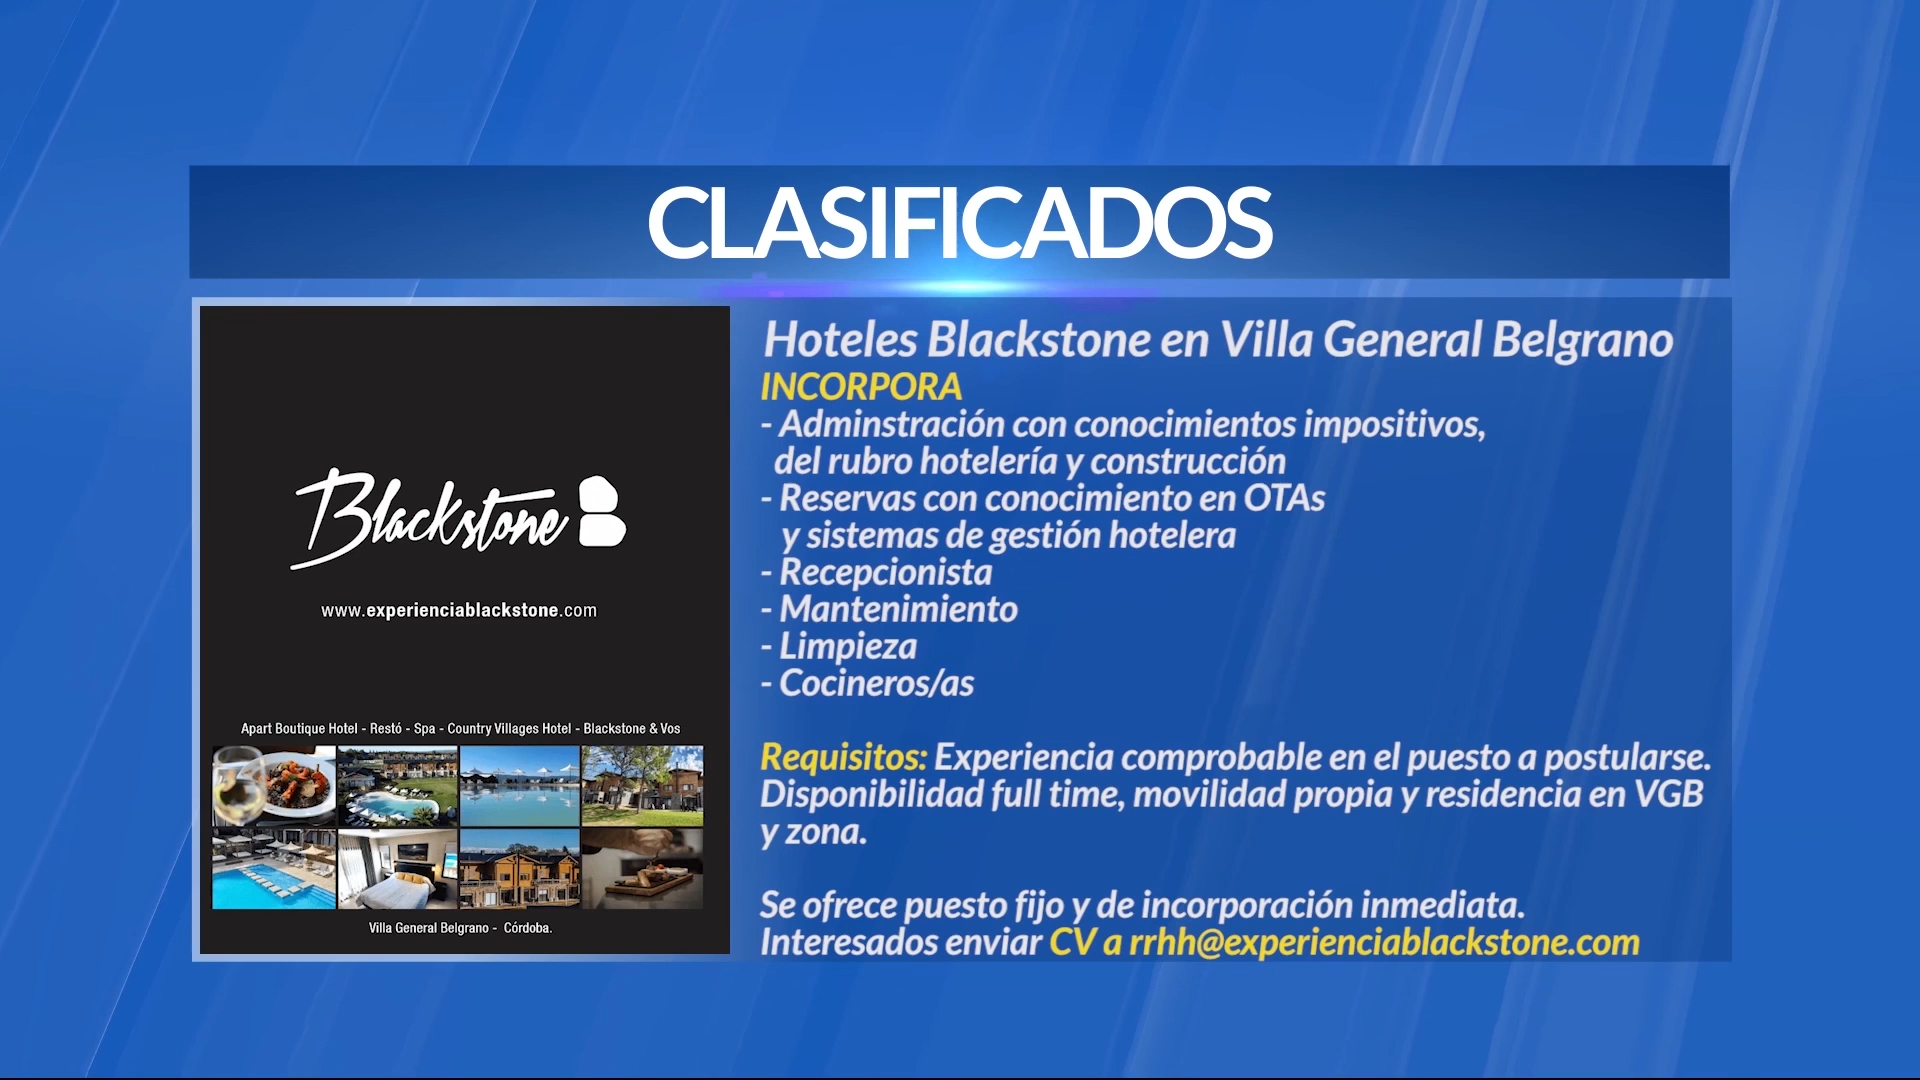 CLASIFICADOS
Blackstone B
www.experienciablackstone.com
Apart Boutique Hotel - Restó - Spa - Country Villages Hotel - Blackstone & Vos
Villa General Belgrano - Córdoba.
Hoteles Blackstone en Villa General Belgrano
INCORPORA
- Adminstración con conocimientos impositivos,
del rubro hotelería y construcción
- Reservas con conocimiento en OTAs
y sistemas de gestión hotelera
- Recepcionista
- Mantenimiento
- Limpieza
- Cocineros/as
Requisitos: Experiencia comprobable en el puesto a postularse.
Disponibilidad full time, movilidad propia y residencia en VGB
y zona.
Se ofrece puesto fijo y de incorporación inmediata.
Interesados enviar CV a rrhh@experienciablackstone.com